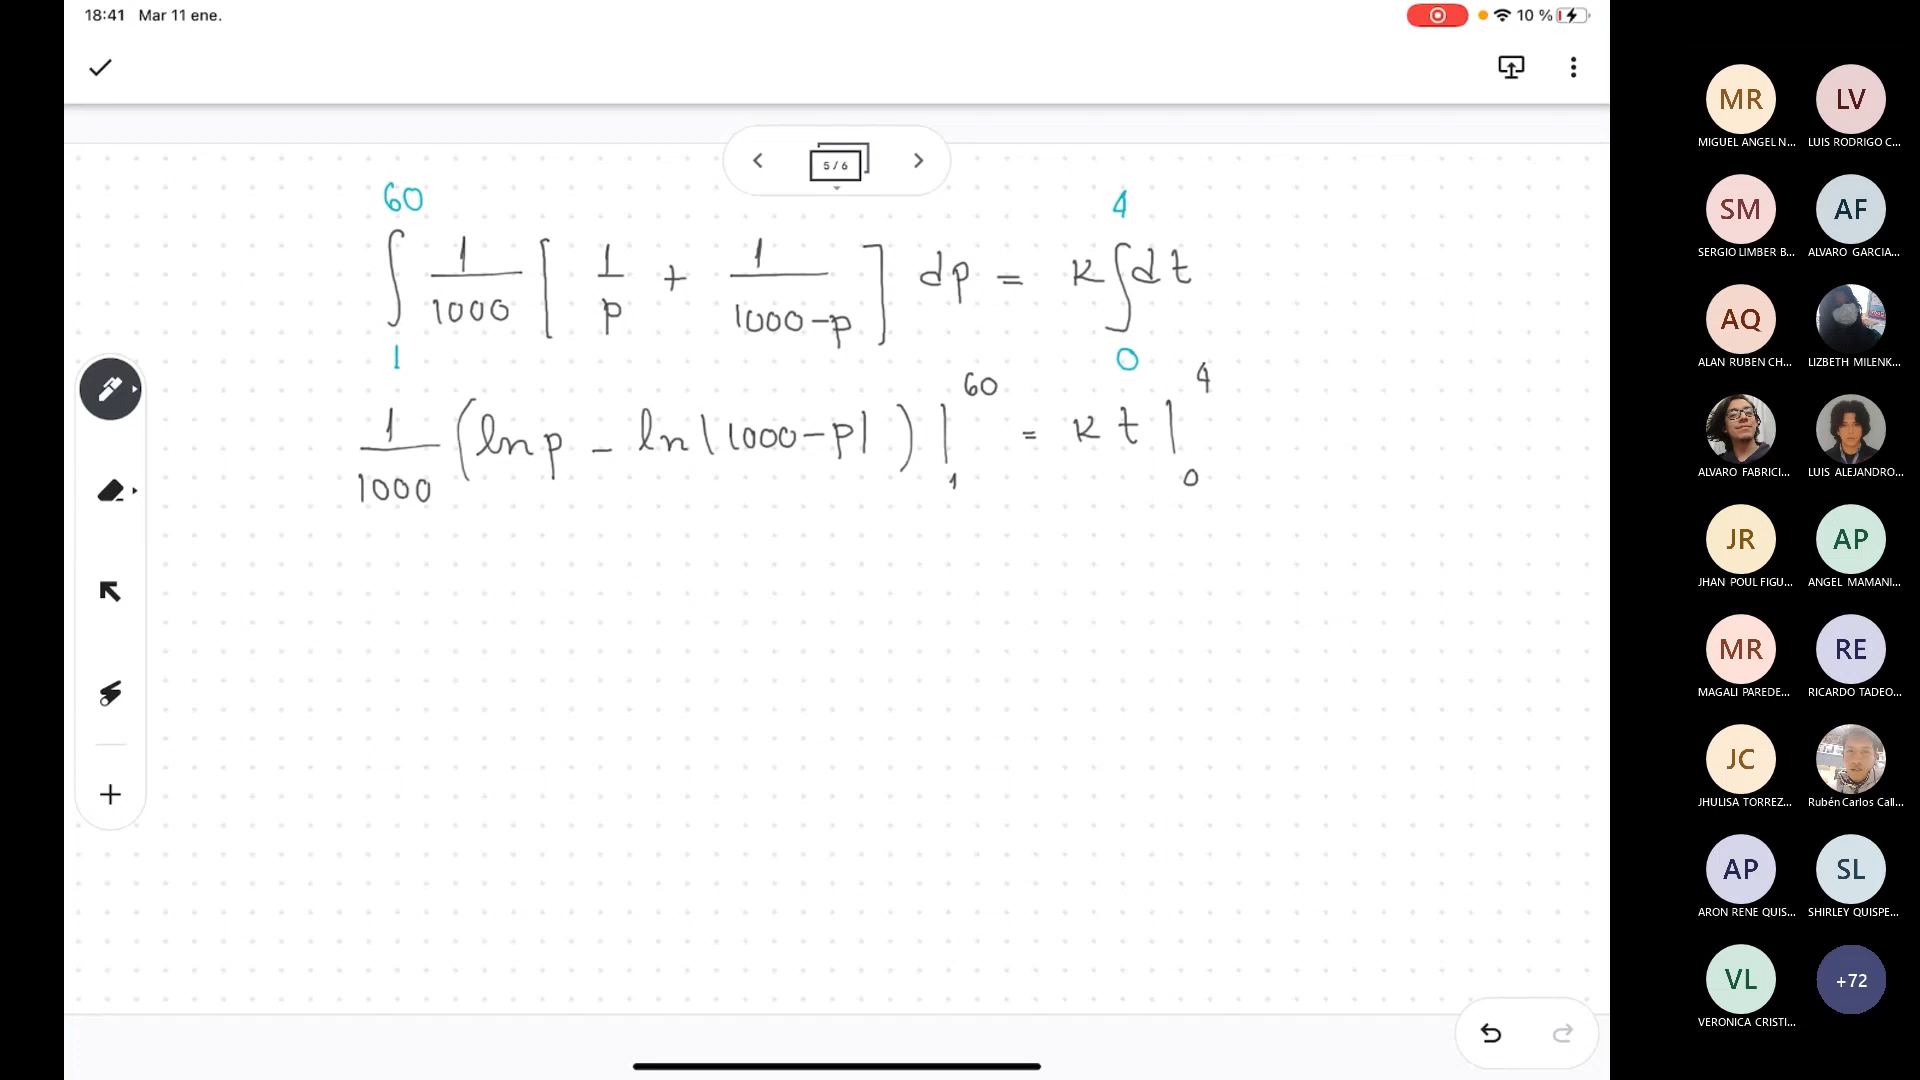 18:41 Mar 11 ene.
10 %
5 / 6
60 4
∫ 1/1000 [ 1/p + 1/(1000-p) ] dp = K ∫ dt
1 0
1/1000 (ln p - ln |1000-p| ) |₁⁶⁰ = K t |₀⁴
MR LV
MIGUEL ANGEL N... LUIS RODRIGO C...
SM AF
SERGIO LIMBER B... ALVARO GARCIA...
AQ
ALAN RUBEN CH... LIZBETH MILENK...
ALVARO FABRICI... LUIS ALEJANDRO...
JR AP
JHAN POUL FIGU... ANGEL MAMANI...
MR RE
MAGALI PAREDE... RICARDO TADEO...
JC
JHULISA TORREZ... Rubén Carlos Call...
AP SL
ARON RENE QUIS... SHIRLEY QUISPE...
VL +72
VERONICA CRISTI...